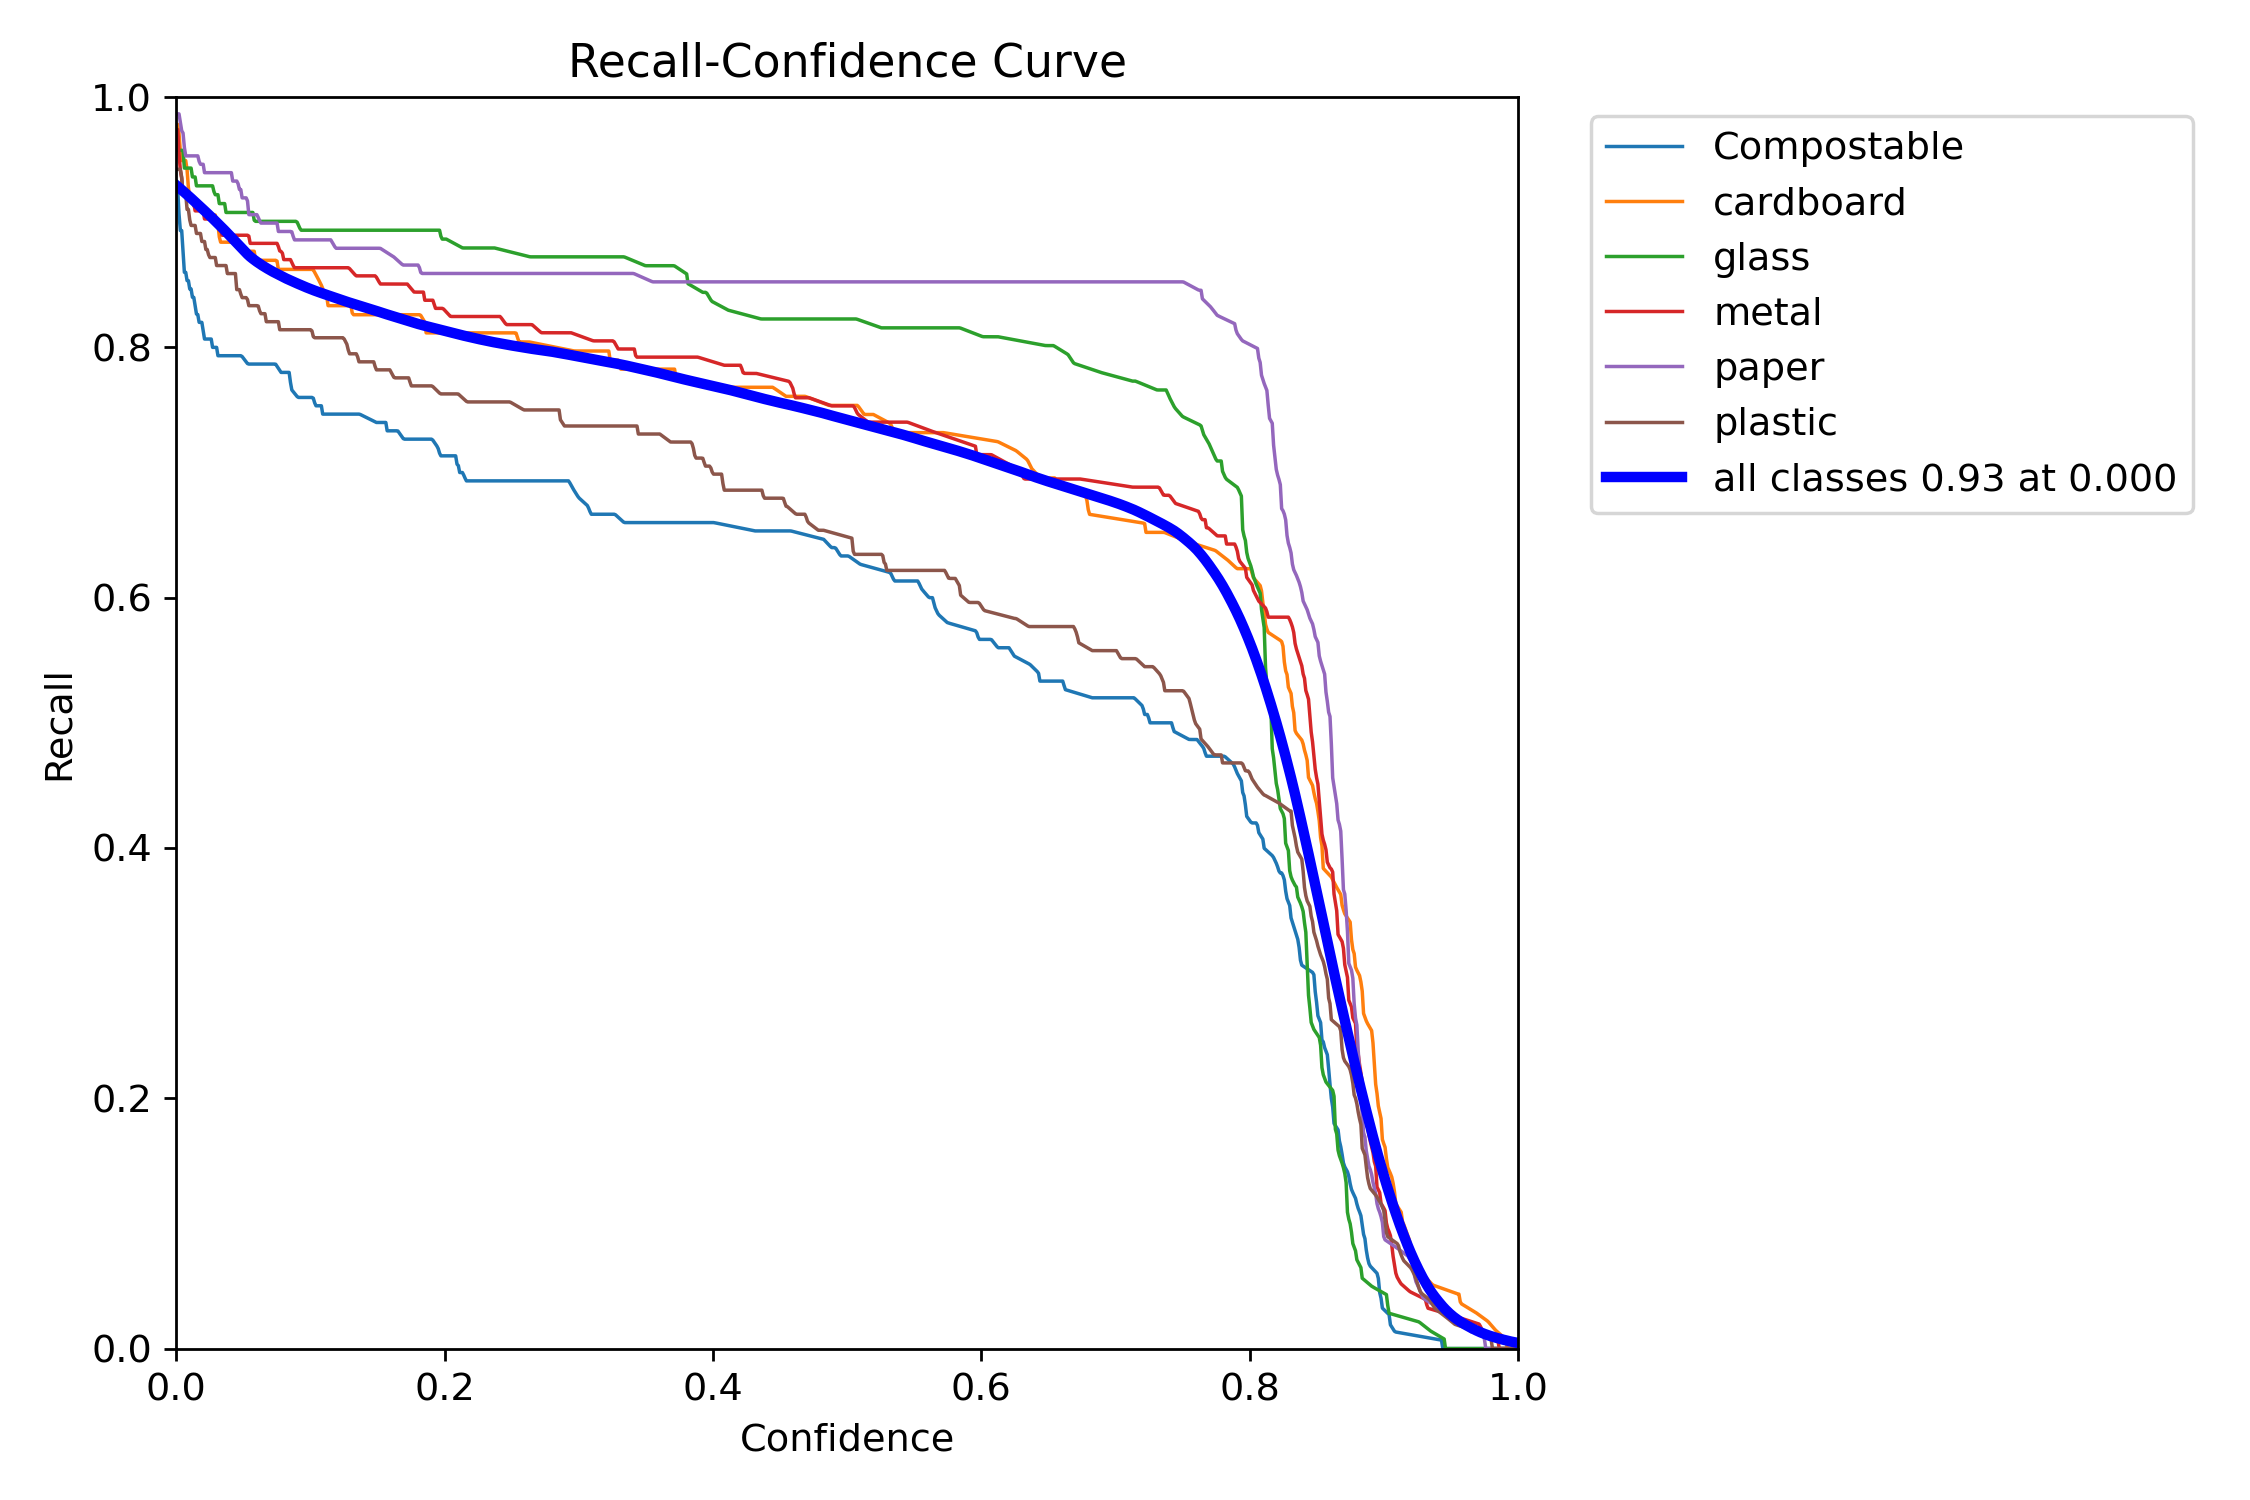 Recall-Confidence Curve
1.0
0.8
0.6
0.4
0.2
0.0
Recall
0.0 0.2 0.4 0.6 0.8 1.0
Confidence
Compostable
cardboard
glass
metal
paper
plastic
all classes 0.93 at 0.000